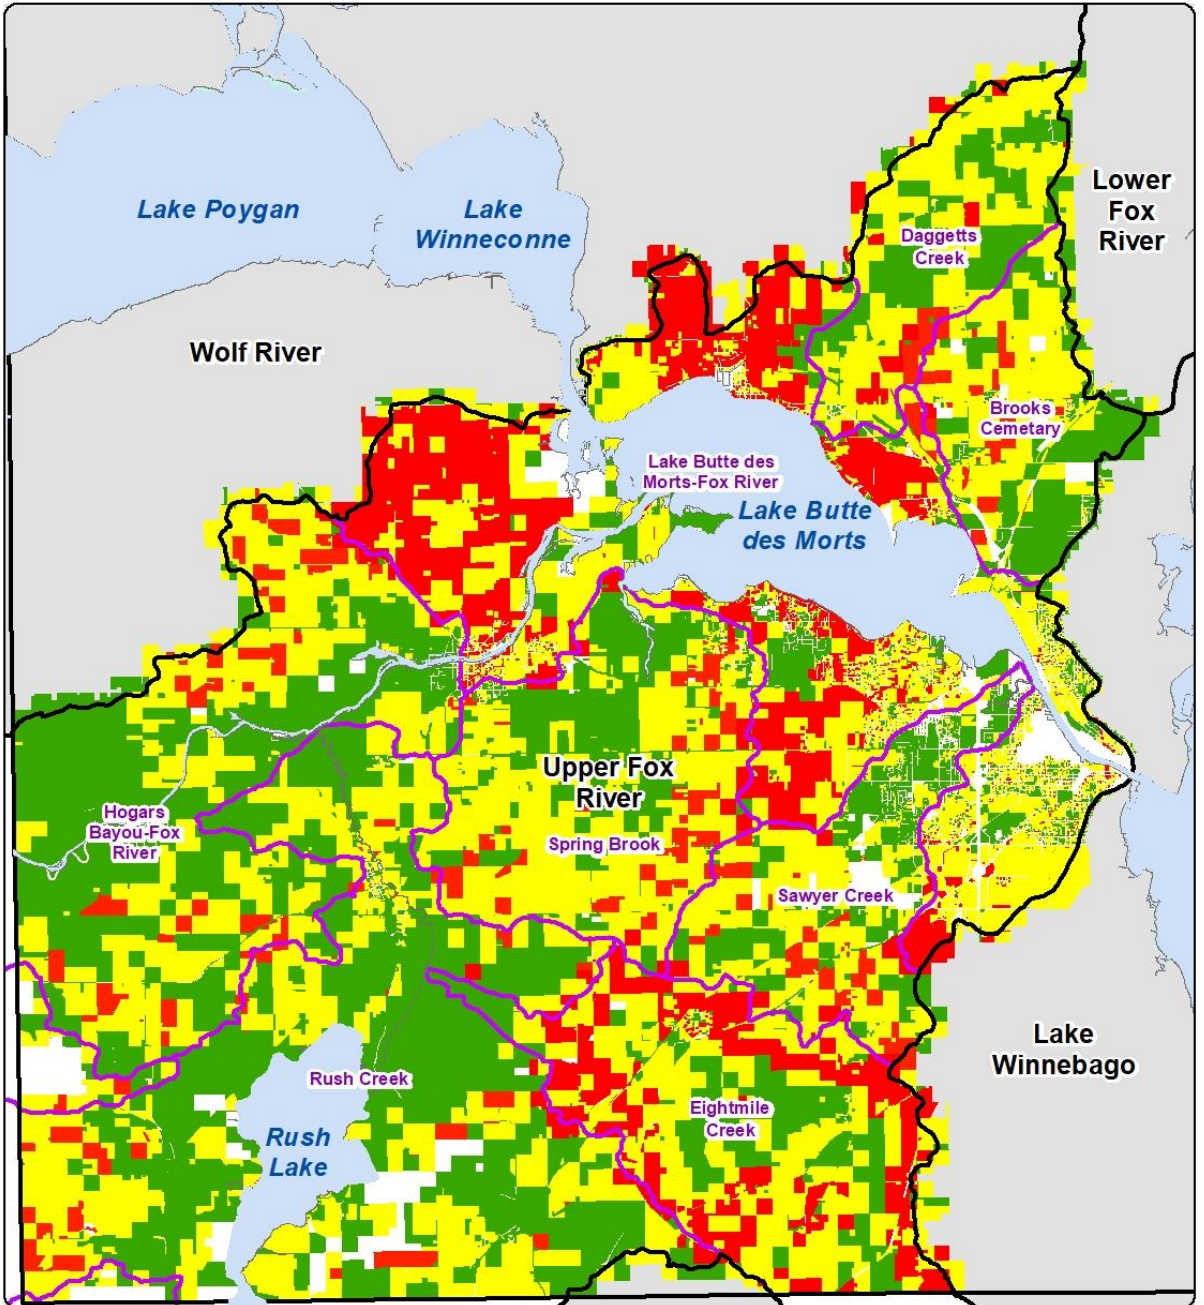 Lower
Fox
River
Lake Poygan
Lake
Winneconne
Daggetts
Creek
Wolf River
Brooks
Cemetary
Lake Butte des
Morts-Fox River
Lake Butte
des Morts
Upper Fox
River
Hogars
Bayou-Fox
River
Spring Brook
Sawyer Creek
Lake
Winnebago
Rush Creek
Eightmile
Creek
Rush
Lake